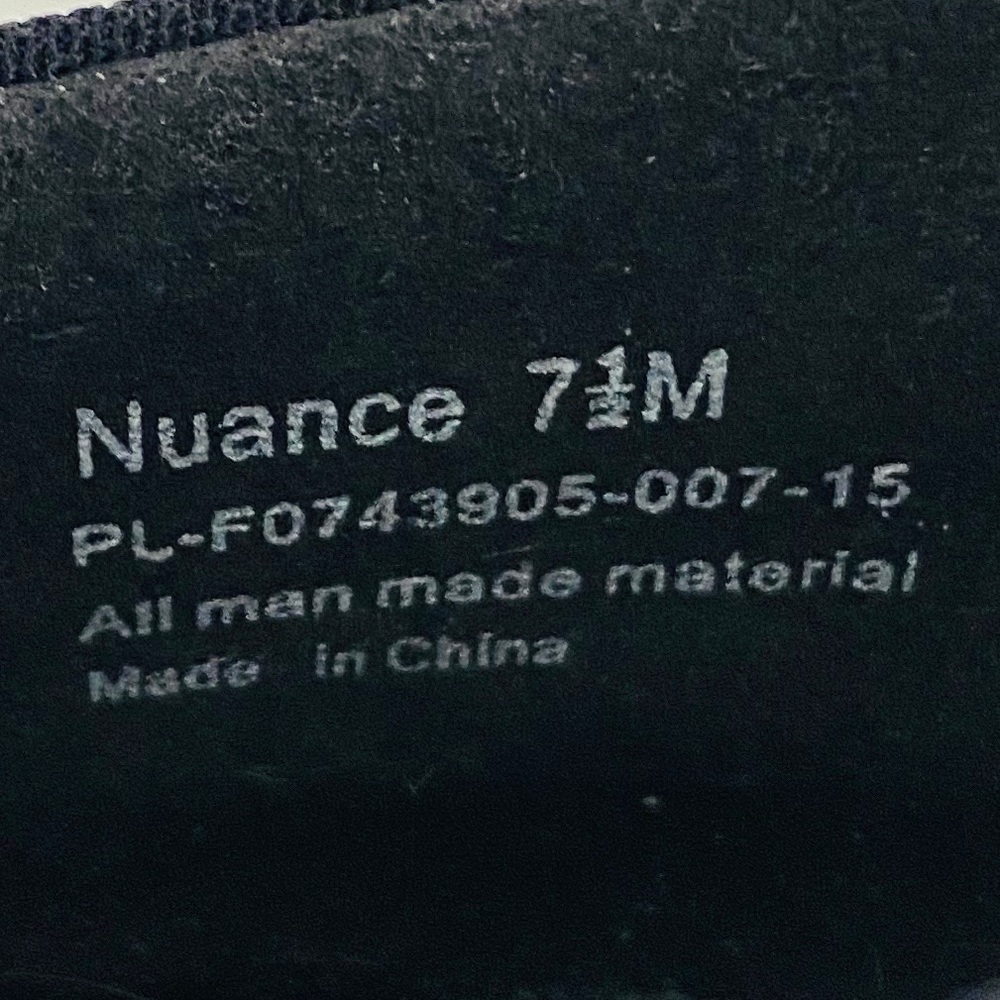 Nuance 7½M
PL-F0743905-007-15
All man made material
Made in China